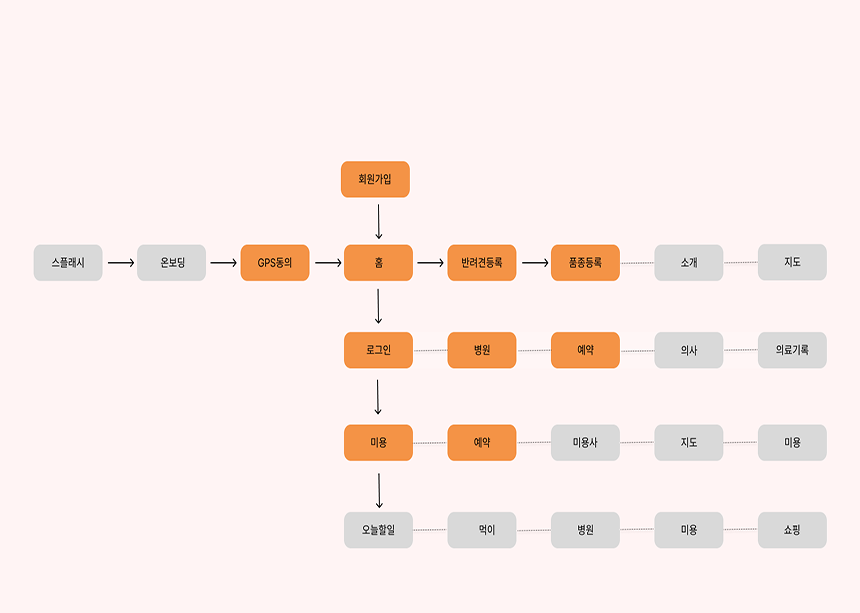 회원가입
스플래시
온보딩
GPS동의
홈
반려견등록
품종등록
소개
지도
로그인
병원
예약
의사
의료기록
미용
예약
미용사
지도
미용
오늘할일
먹이
병원
미용
쇼핑